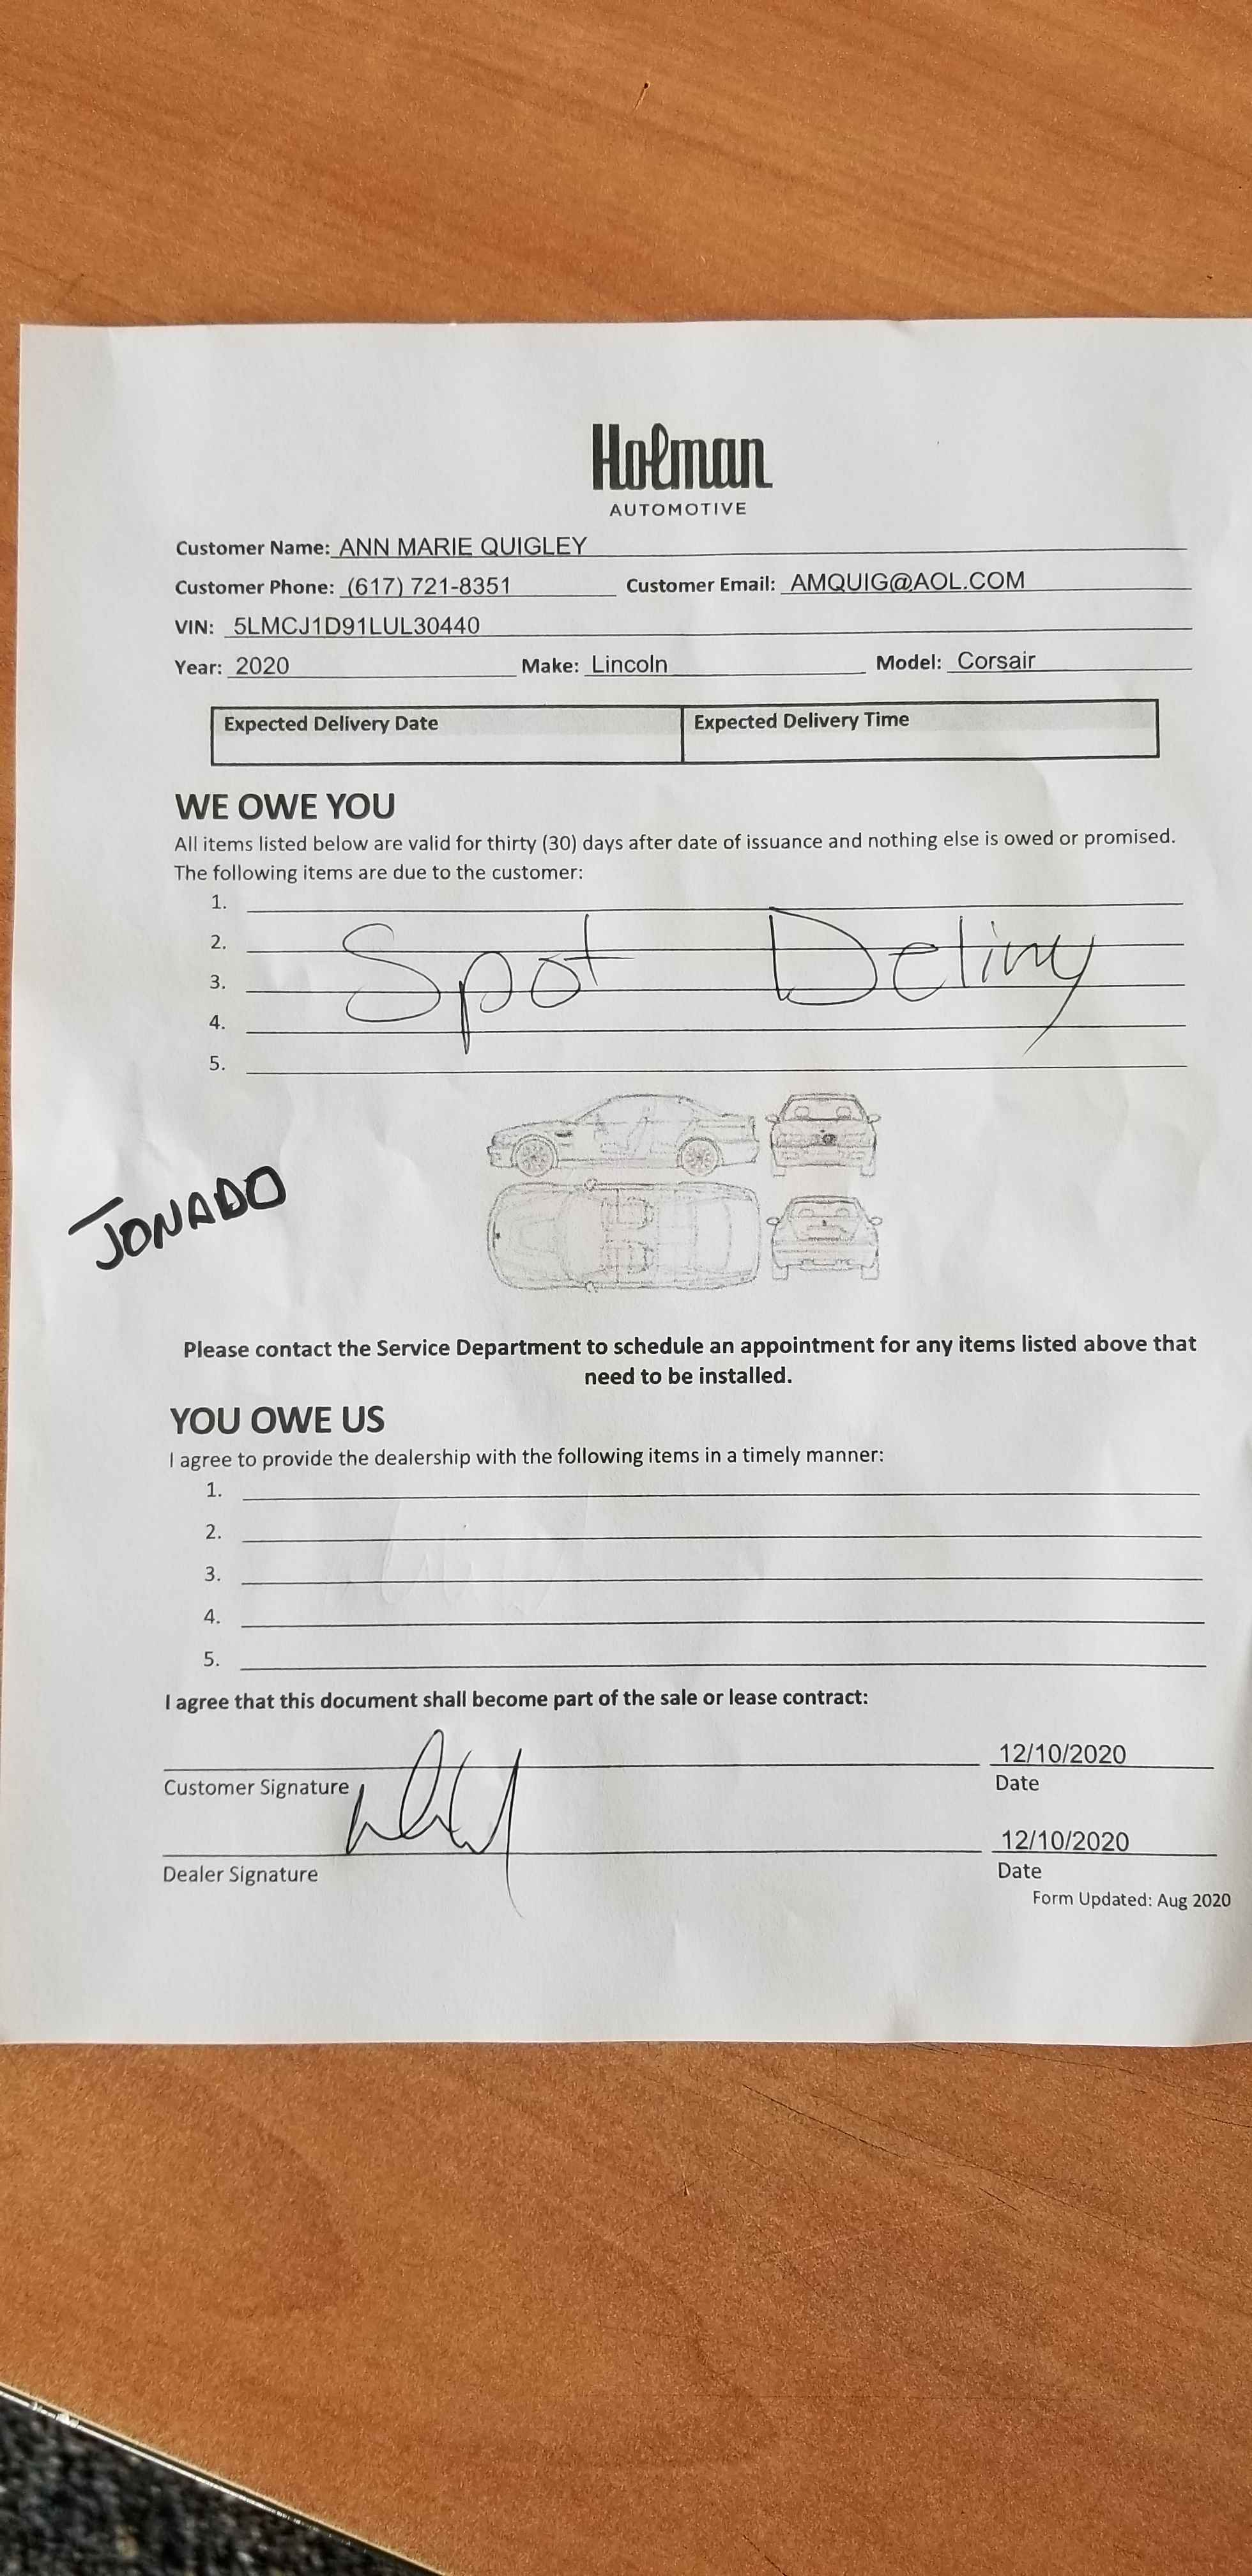 Holman
AUTOMOTIVE
Customer Name: ANN MARIE QUIGLEY
Customer Phone: (617) 721-8351 Customer Email: AMQUIG@AOL.COM
VIN: 5LMCJ1D91LUL30440
Year: 2020 Make: Lincoln Model: Corsair
Expected Delivery Date Expected Delivery Time
WE OWE YOU
All items listed below are valid for thirty (30) days after date of issuance and nothing else is owed or promised.
The following items are due to the customer:
1.
2. Spot
3.
4.
5.
JONADO
Please contact the Service Department to schedule an appointment for any items listed above that
need to be installed.
YOU OWE US
I agree to provide the dealership with the following items in a timely manner:
1.
2.
3.
4.
5.
I agree that this document shall become part of the sale or lease contract:
12/10/2020
Customer Signature Date
12/10/2020
Dealer Signature Date
Form Updated: Aug 2020